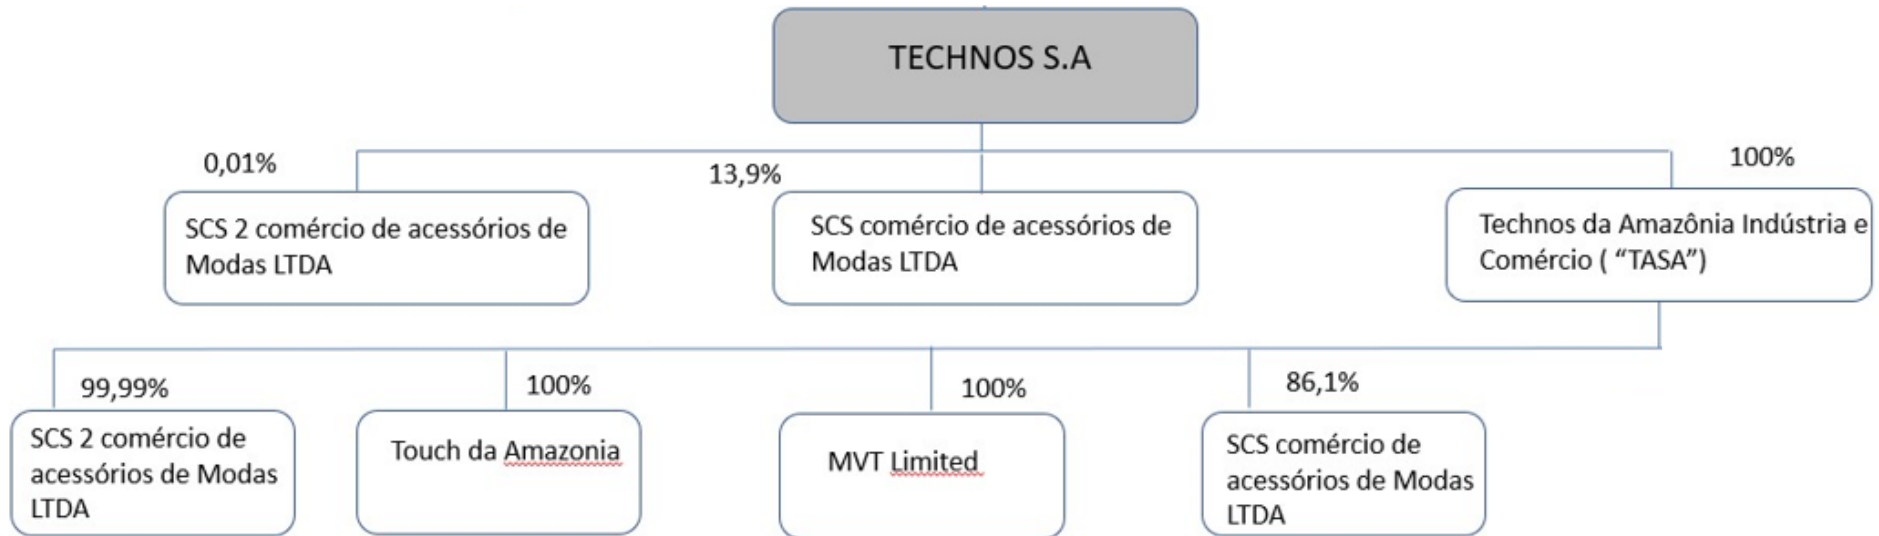 TECHNOS S.A
0,01%
13,9%
100%
SCS 2 comércio de acessórios de
Modas LTDA
SCS comércio de acessórios de
Modas LTDA
Technos da Amazônia Indústria e
Comércio ( “TASA”)
99,99%
100%
100%
86,1%
SCS 2 comércio de
acessórios de Modas
LTDA
Touch da Amazonia
MVT Limited
SCS comércio de
acessórios de Modas
LTDA